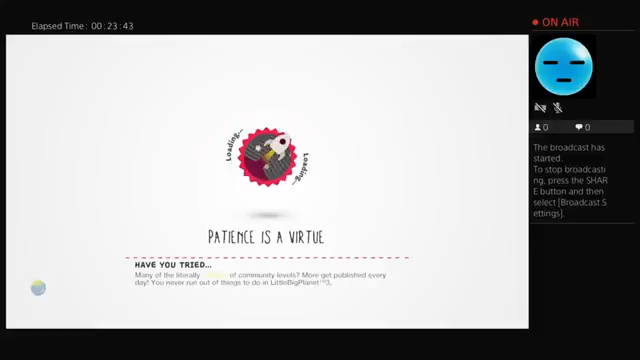 Elapsed Time : 00:23:43
ON AIR
Loading...
Loading...
PATIENCE IS A VIRTUE
HAVE YOU TRIED...
Many of the literally of community levels? More get published every
day! You never run out of things to do in LittleBigPlanet™3.
0
0
The broadcast has
started.
To stop broadcasti
ng, press the SHAR
E button and then
select [Broadcast S
ettings].